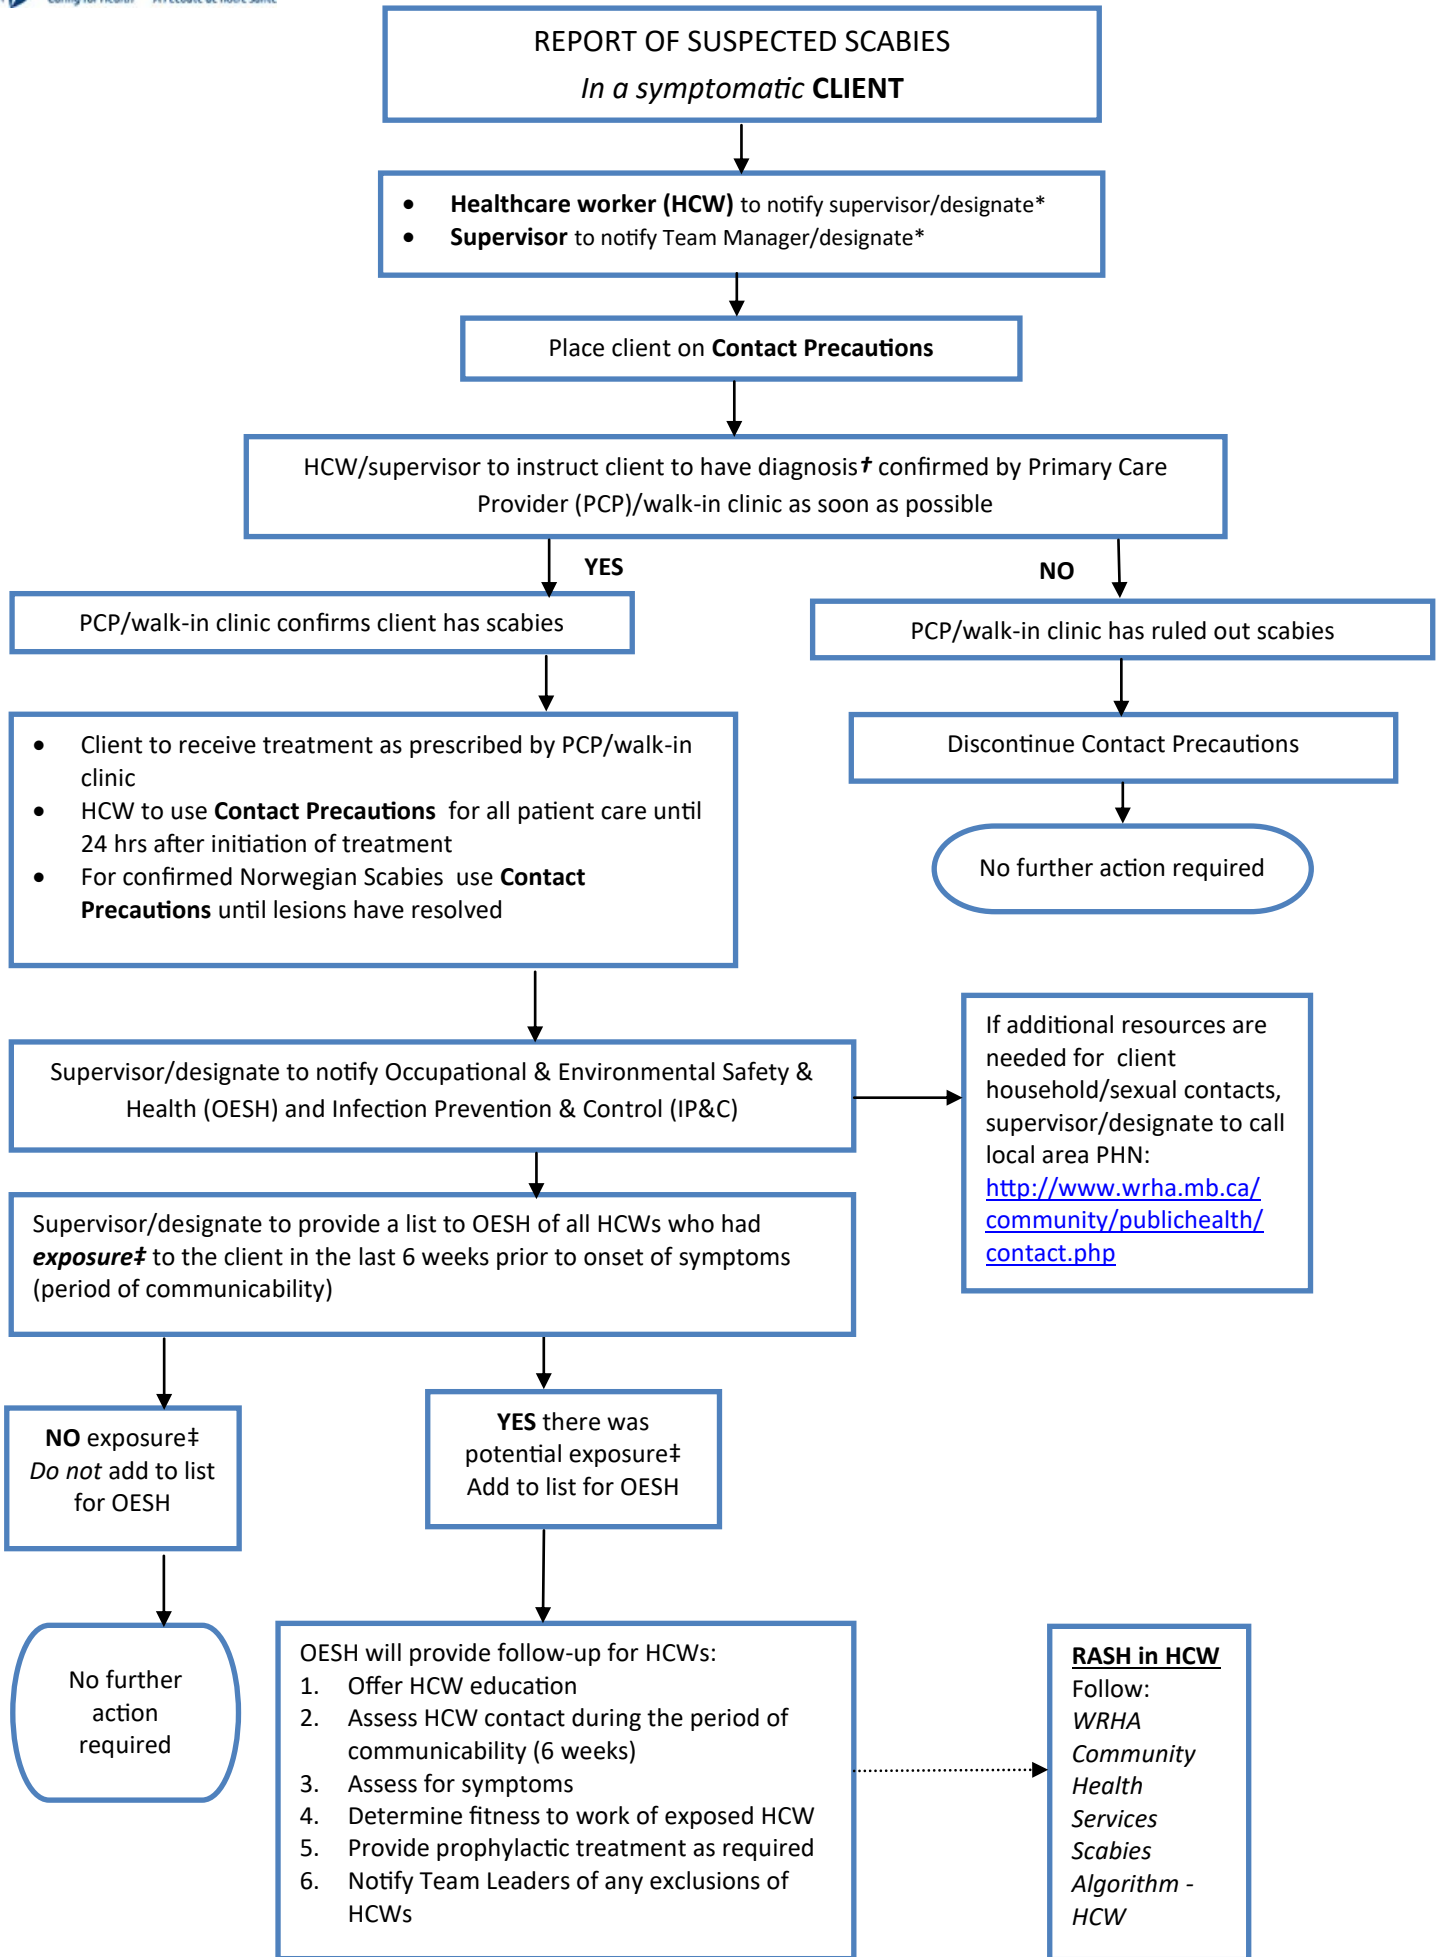 Caring for Health    À l'écoute de notre santé
REPORT OF SUSPECTED SCABIES
In a symptomatic CLIENT
• Healthcare worker (HCW) to notify supervisor/designate*
• Supervisor to notify Team Manager/designate*
Place client on Contact Precautions
HCW/supervisor to instruct client to have diagnosis† confirmed by Primary Care
Provider (PCP)/walk-in clinic as soon as possible
YES
NO
PCP/walk-in clinic confirms client has scabies
PCP/walk-in clinic has ruled out scabies
• Client to receive treatment as prescribed by PCP/walk-in
clinic
• HCW to use Contact Precautions for all patient care until
24 hrs after initiation of treatment
• For confirmed Norwegian Scabies use Contact
Precautions until lesions have resolved
Discontinue Contact Precautions
No further action required
Supervisor/designate to notify Occupational & Environmental Safety &
Health (OESH) and Infection Prevention & Control (IP&C)
If additional resources are
needed for client
household/sexual contacts,
supervisor/designate to call
local area PHN:
http://www.wrha.mb.ca/
community/publichealth/
contact.php
Supervisor/designate to provide a list to OESH of all HCWs who had
exposure‡ to the client in the last 6 weeks prior to onset of symptoms
(period of communicability)
NO exposure‡
Do not add to list
for OESH
YES there was
potential exposure‡
Add to list for OESH
No further
action
required
OESH will provide follow-up for HCWs:
1. Offer HCW education
2. Assess HCW contact during the period of
communicability (6 weeks)
3. Assess for symptoms
4. Determine fitness to work of exposed HCW
5. Provide prophylactic treatment as required
6. Notify Team Leaders of any exclusions of
HCWs
RASH in HCW
Follow:
WRHA
Community
Health
Services
Scabies
Algorithm -
HCW